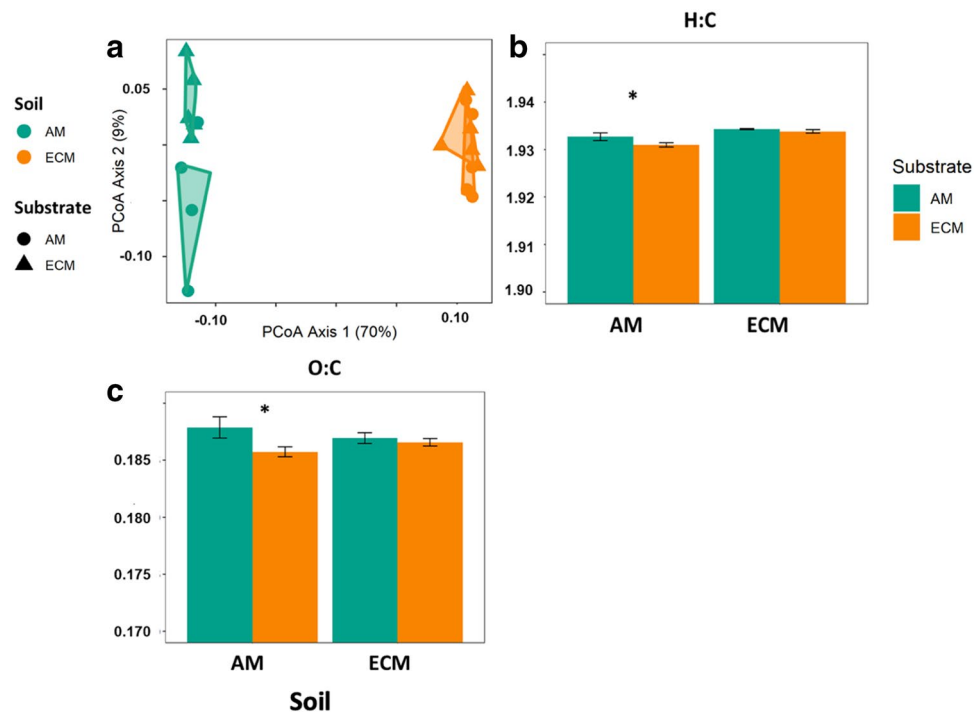 a
Soil
AM
ECM
Substrate
AM
ECM
PCoA Axis 2 (9%)
0.05
-0.10
-0.10
0.10
PCoA Axis 1 (70%)
b
H:C
1.94
1.93
1.92
1.91
1.90
*
AM
ECM
Substrate
AM
ECM
c
O:C
0.185
0.180
0.175
0.170
*
AM
ECM
Soil